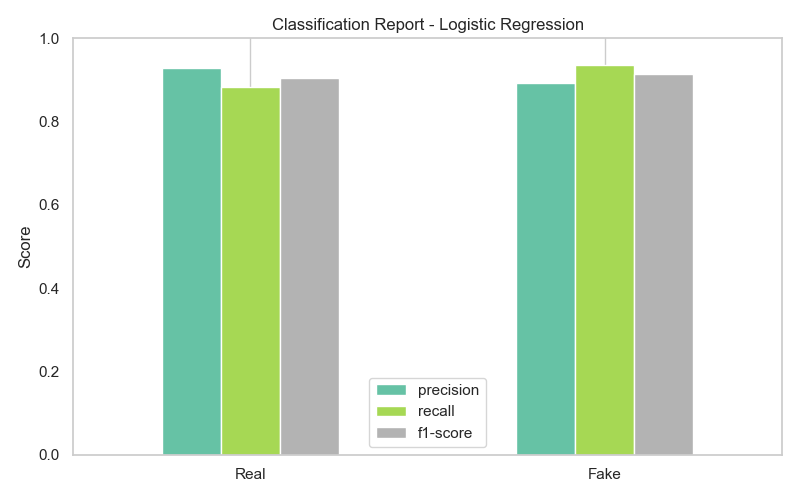 Classification Report - Logistic Regression
1.0
0.8
0.6
0.4
0.2
0.0
Score
precision
recall
f1-score
Real
Fake